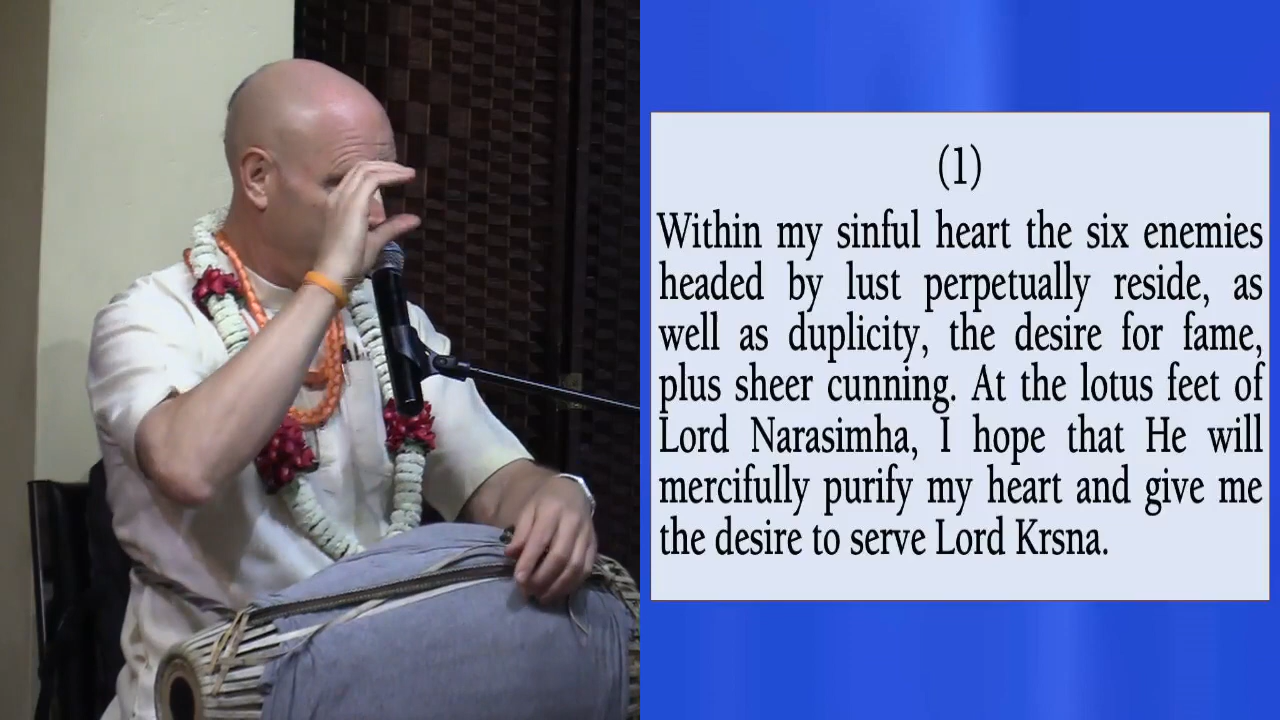 (1)
Within my sinful heart the six enemies
headed by lust perpetually reside, as
well as duplicity, the desire for fame,
plus sheer cunning. At the lotus feet of
Lord Narasimha, I hope that He will
mercifully purify my heart and give me
the desire to serve Lord Krsna.